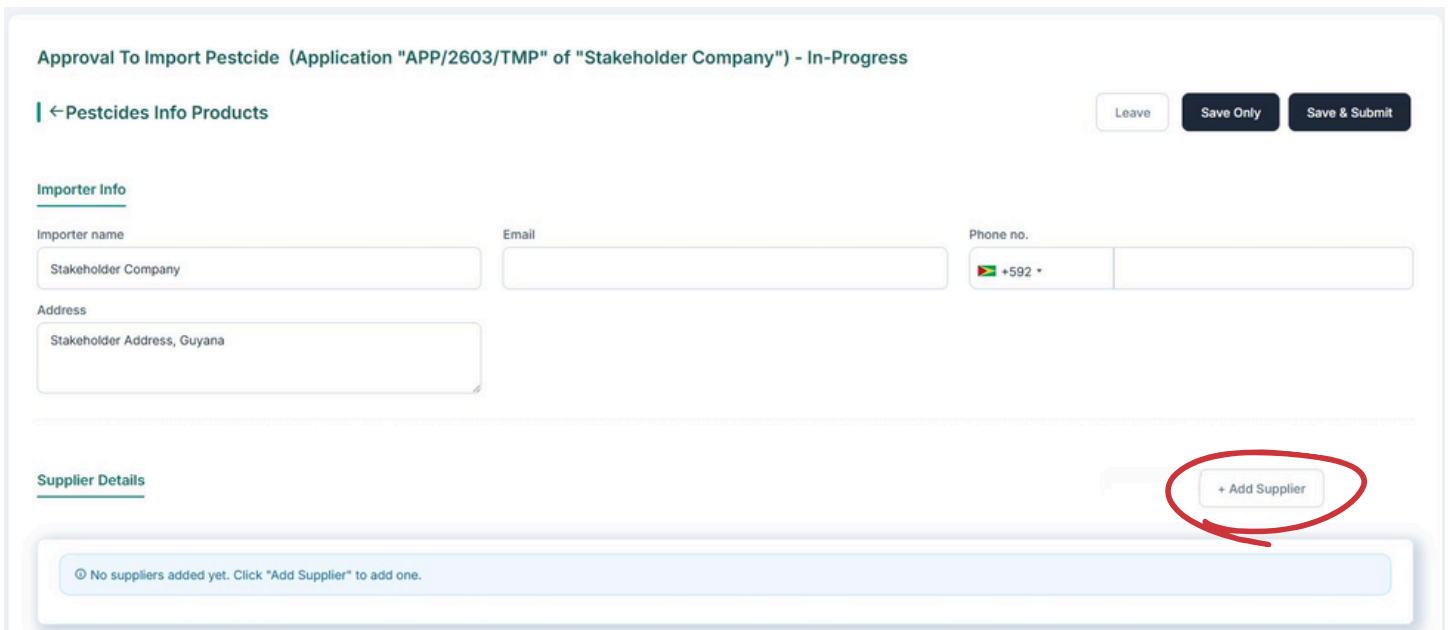 Approval To Import Pestcide (Application "APP/2603/TMP" of "Stakeholder Company") - In-Progress
←Pestcides Info Products
Leave
Save Only
Save & Submit
Importer Info
Importer name
Email
Phone no.
Stakeholder Company
+592
Address
Stakeholder Address, Guyana
Supplier Details
+ Add Supplier
No suppliers added yet. Click "Add Supplier" to add one.